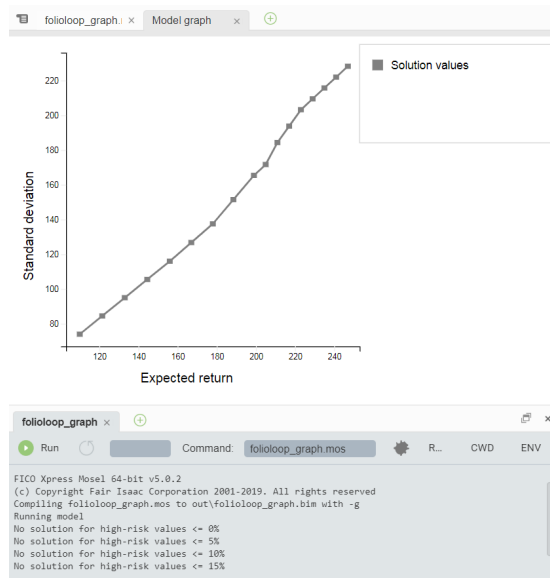 folioloop_graph.i × Model graph ×
Solution values
220
200
180
160
140
120
100
80
Standard deviation
120 140 160 180 200 220 240
Expected return
folioloop_graph ×
Run Command: folioloop_graph.mos R... CWD ENV
FICO Xpress Mosel 64-bit v5.0.2
(c) Copyright Fair Isaac Corporation 2001-2019. All rights reserved
Compiling folioloop_graph.mos to out\folioloop_graph.bim with -g
Running model
No solution for high-risk values <= 0%
No solution for high-risk values <= 5%
No solution for high-risk values <= 10%
No solution for high-risk values <= 15%